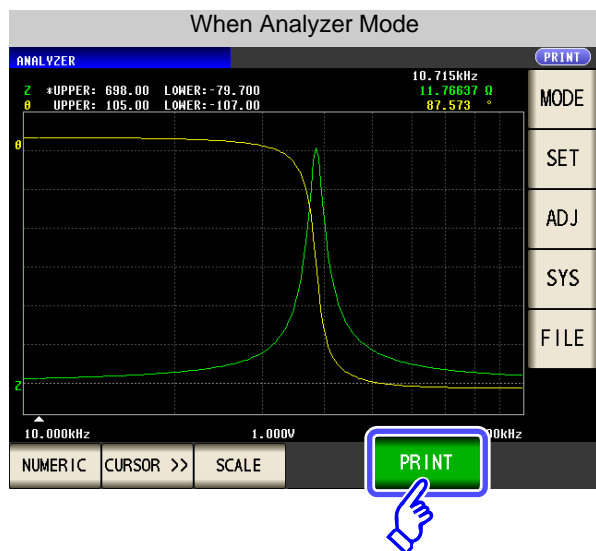 When Analyzer Mode
ANALYZER
PRINT
10.715kHz
Z *UPPER: 698.00 LOWER:-79.700 11.76637 Ω
θ UPPER: 105.00 LOWER:-107.00 87.573 °
MODE
θ
SET
ADJ
SYS
FILE
Z
10.000kHz 1.000V 00kHz
NUMERIC CURSOR >> SCALE PRINT